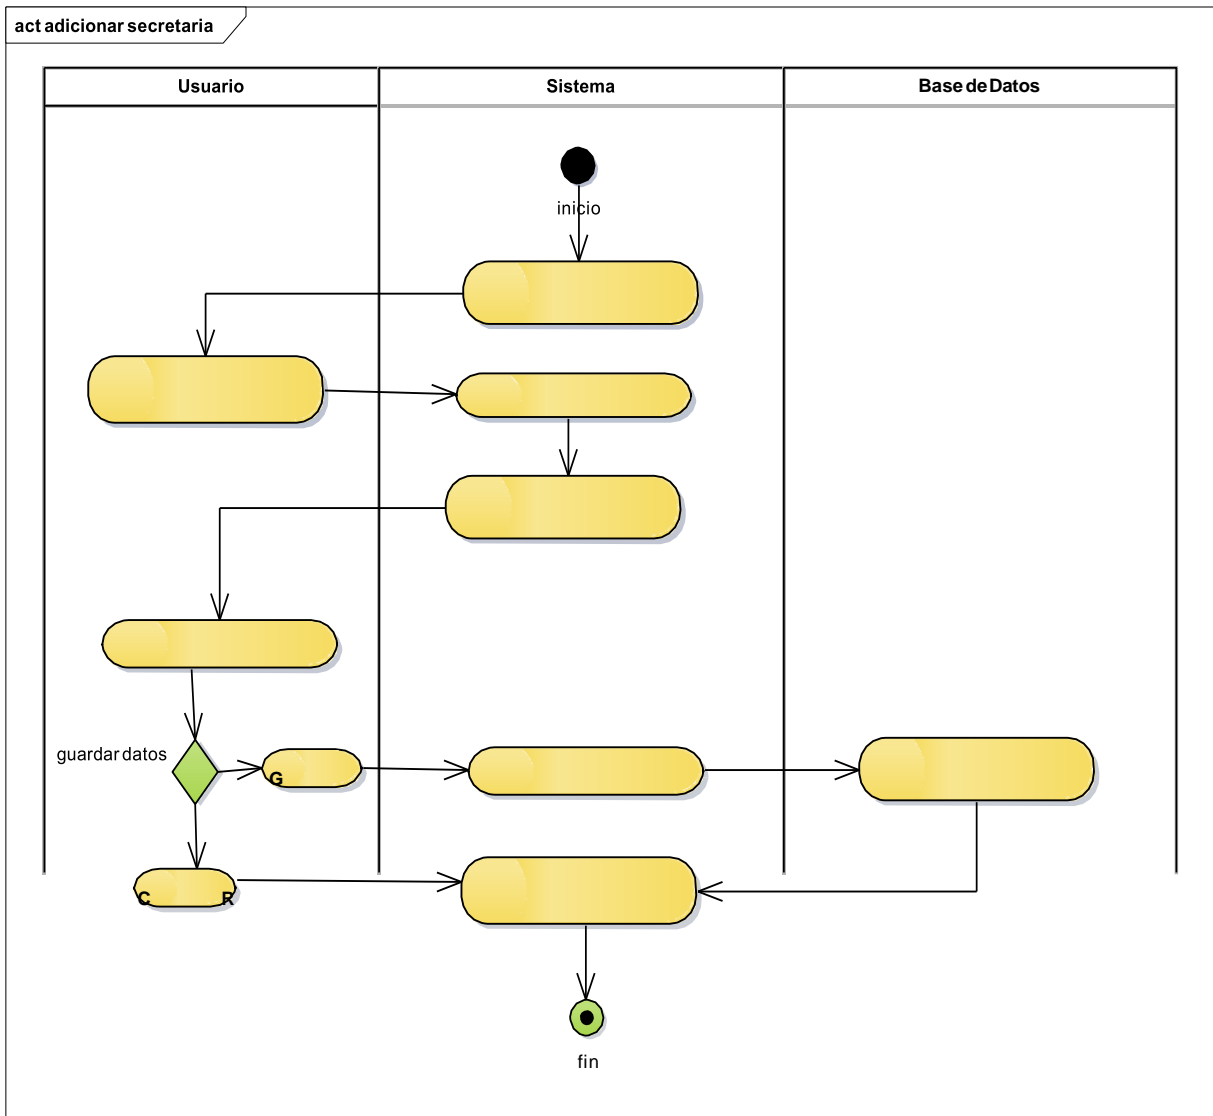 act adicionar secretaria
Usuario
Sistema
Base de Datos
inicio
guardar datos
G
C R
fin